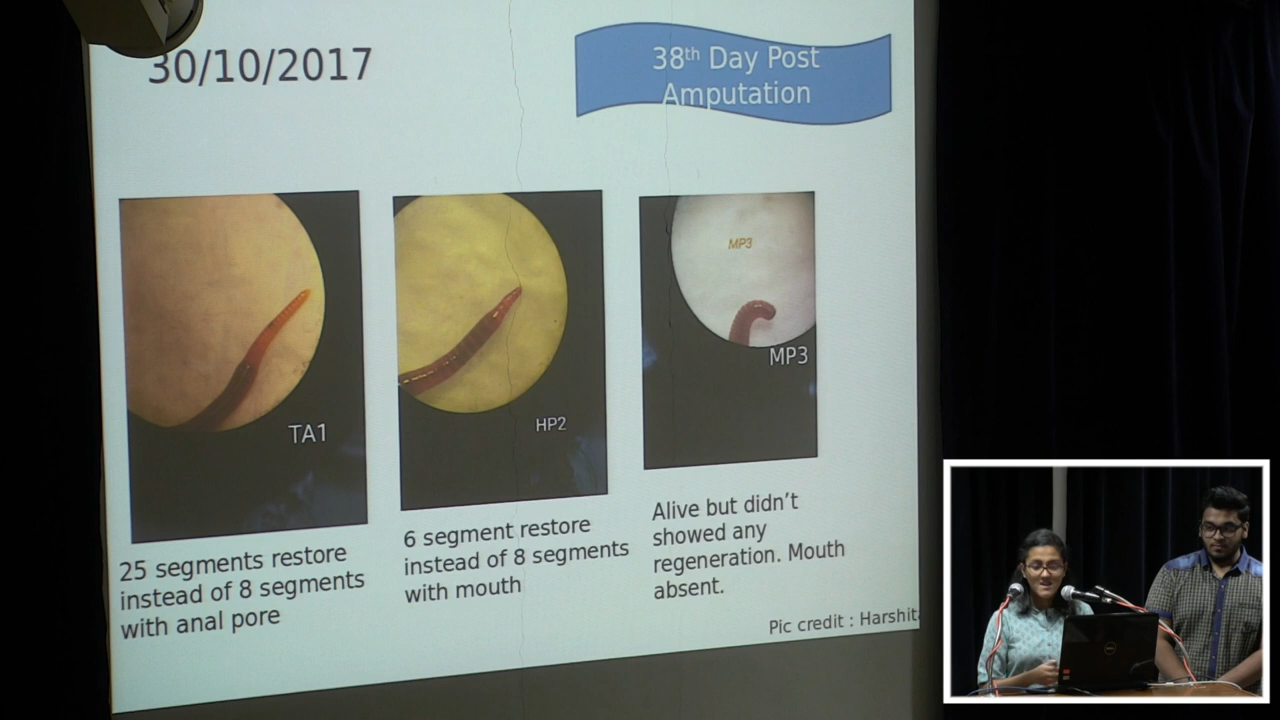 30/10/2017
38th Day Post
Amputation
MP3
MP3
TA1
HP2
25 segments restore
instead of 8 segments
with anal pore
6 segment restore
instead of 8 segments
with mouth
Alive but didn't
showed any
regeneration. Mouth
absent.
Pic credit : Harshita
DELL